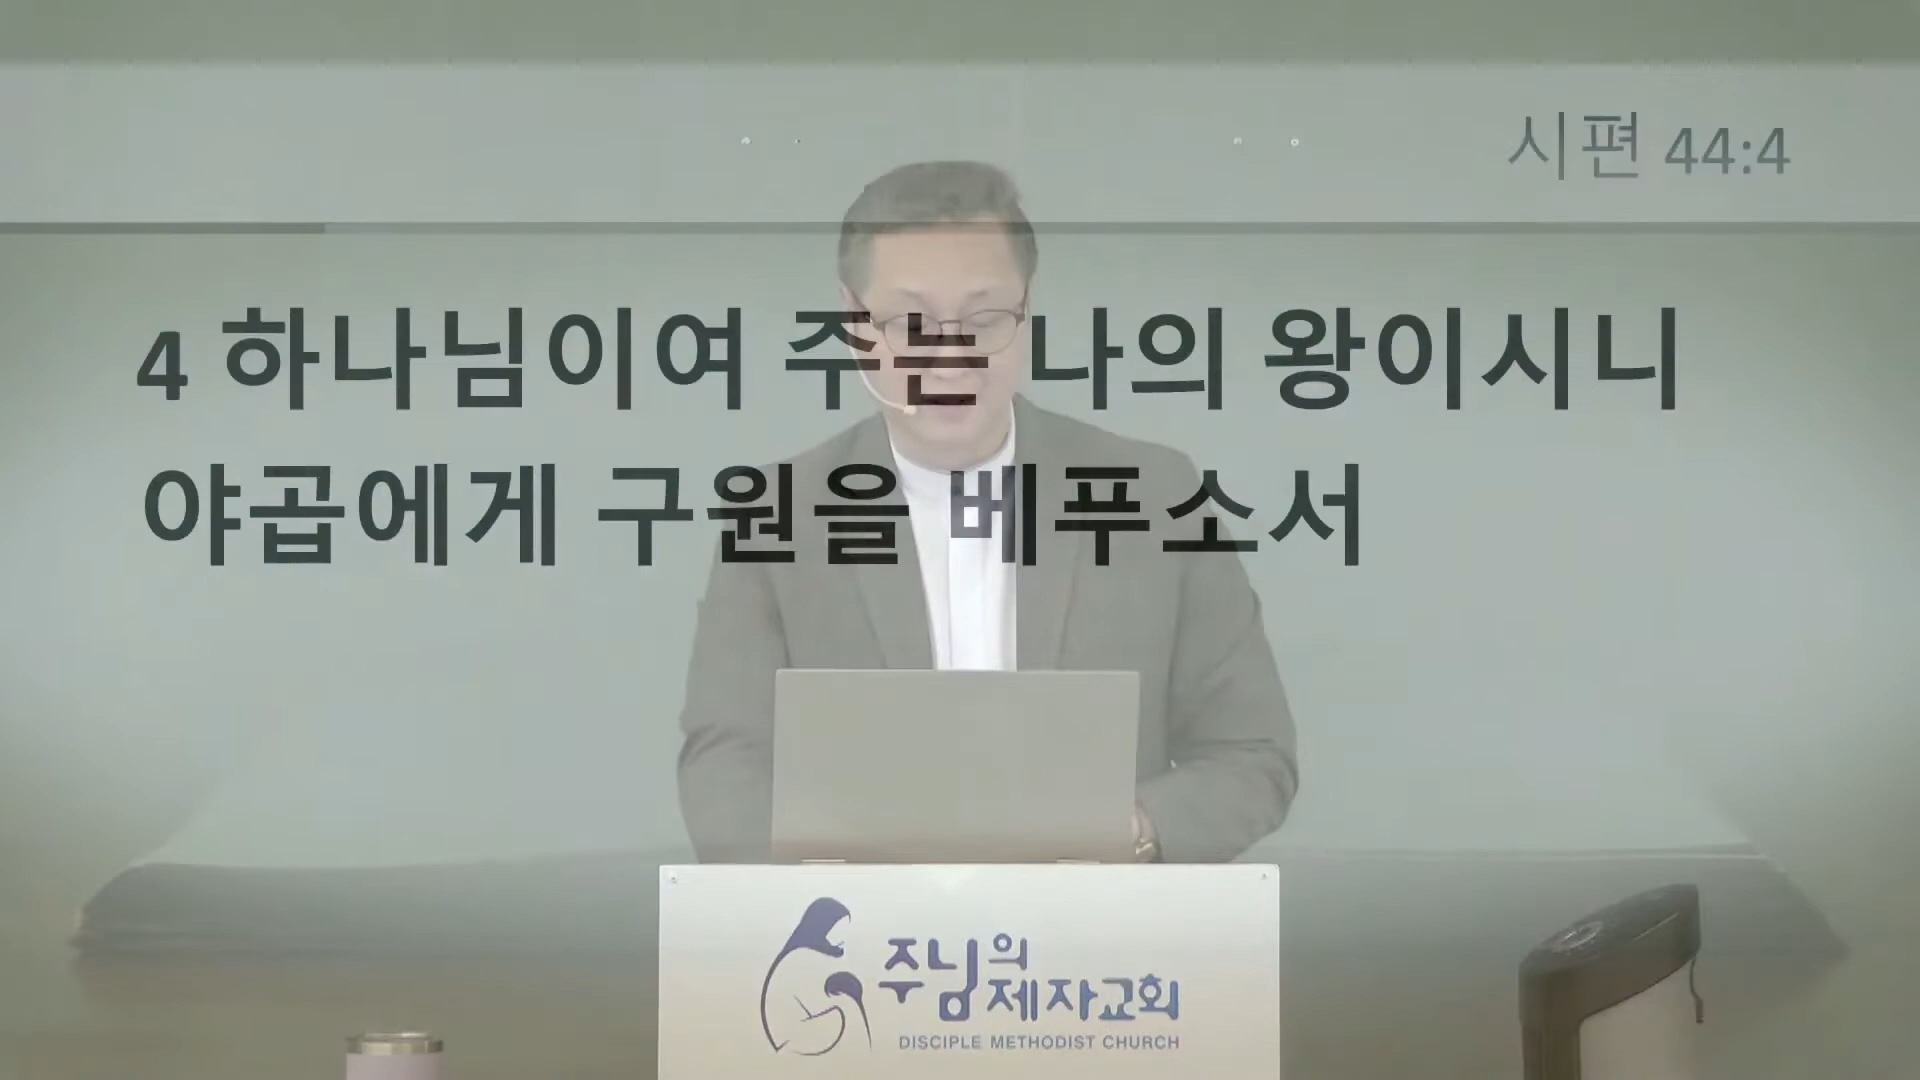 시편 44:4
4 하나님이여 주는 나의 왕이시니
야곱에게 구원을 베푸소서
주님의
제자교회
DISCIPLE METHODIST CHURCH